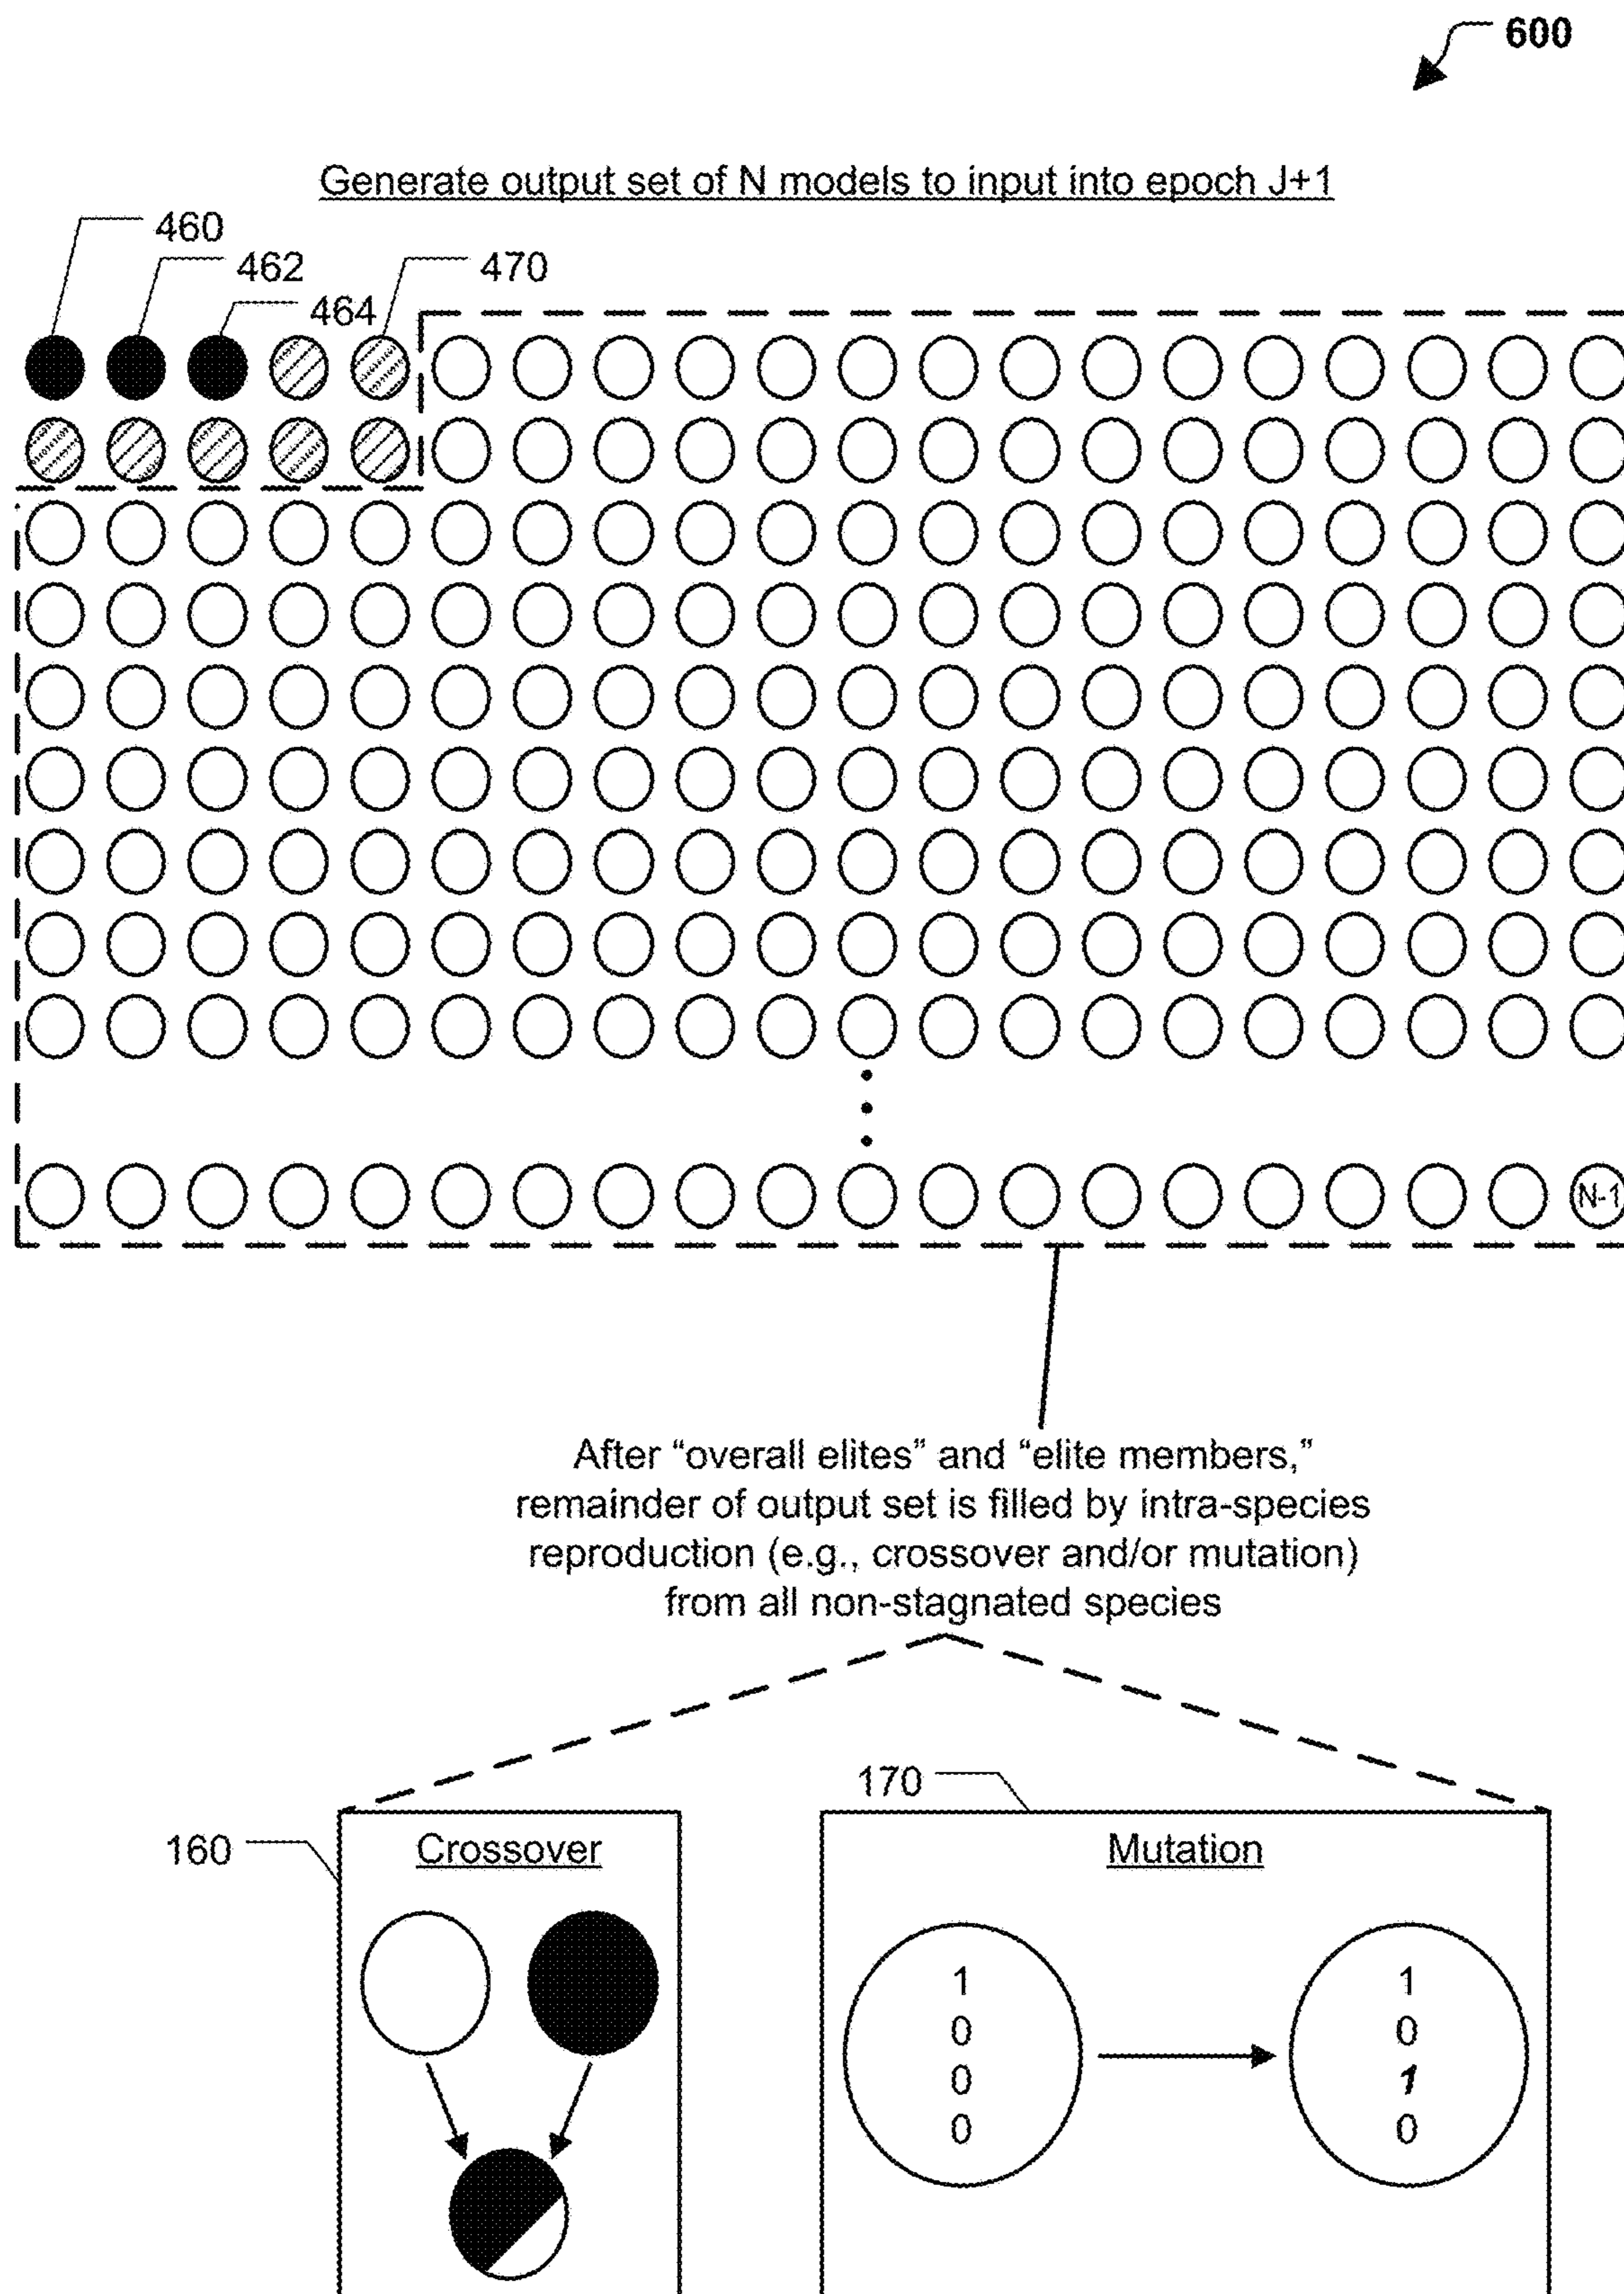 600
Generate output set of N models to input into epoch J+1
460
462
470
464
N-1
After “overall elites” and “elite members,”
remainder of output set is filled by intra-species
reproduction (e.g., crossover and/or mutation)
from all non-stagnated species
170
160
Crossover
Mutation
1
0
0
0
1
0
1
0